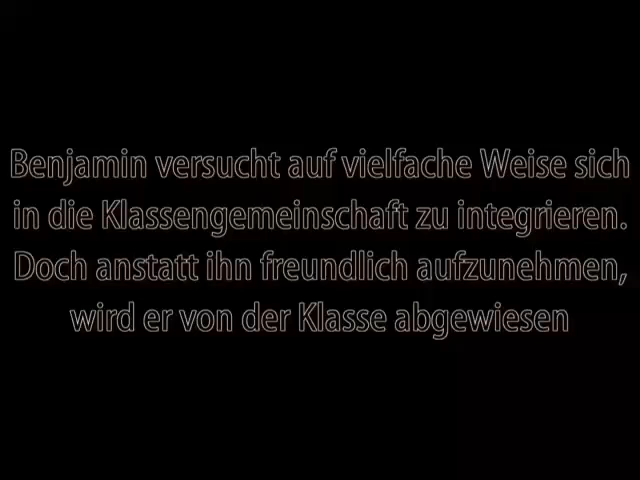 Benjamin versucht auf vielfache Weise sich
in die Klassengemeinschaft zu integrieren.
Doch anstatt ihn freundlich aufzunehmen,
wird er von der Klasse abgewiesen